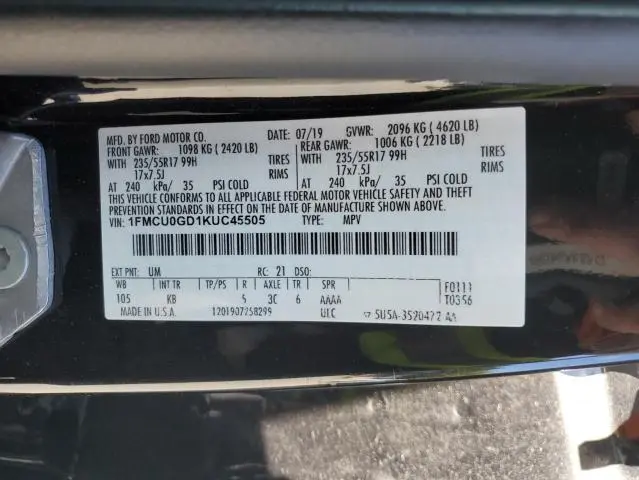 MFD. BY FORD MOTOR CO. DATE: 07/19 GVWR: 2096 KG ( 4620 LB)
FRONT GAWR: 1098 KG ( 2420 LB) REAR GAWR: 1006 KG ( 2218 LB)
WITH 235/55R17 99H TIRES WITH 235/55R17 99H TIRES
17x7.5J RIMS 17x7.5J RIMS
AT 240 kPa/ 35 PSI COLD AT 240 kPa/ 35 PSI COLD
THIS VEHICLE CONFORMS TO ALL APPLICABLE FEDERAL MOTOR VEHICLE SAFETY AND THEFT
PREVENTION STANDARDS IN EFFECT ON THE DATE OF MANUFACTURE SHOWN ABOVE.
VIN: 1FMCU0GD1KUC45505 TYPE: MPV
EXT PNT: UM RC: 21 DSO:
WB INT TR TP/PS R AXLE TR SPR F0111
105 KB 5 3C 6 AAAA T0356
MADE IN U.S.A. 1201907258299 ULC 5U5A-3520472-AA